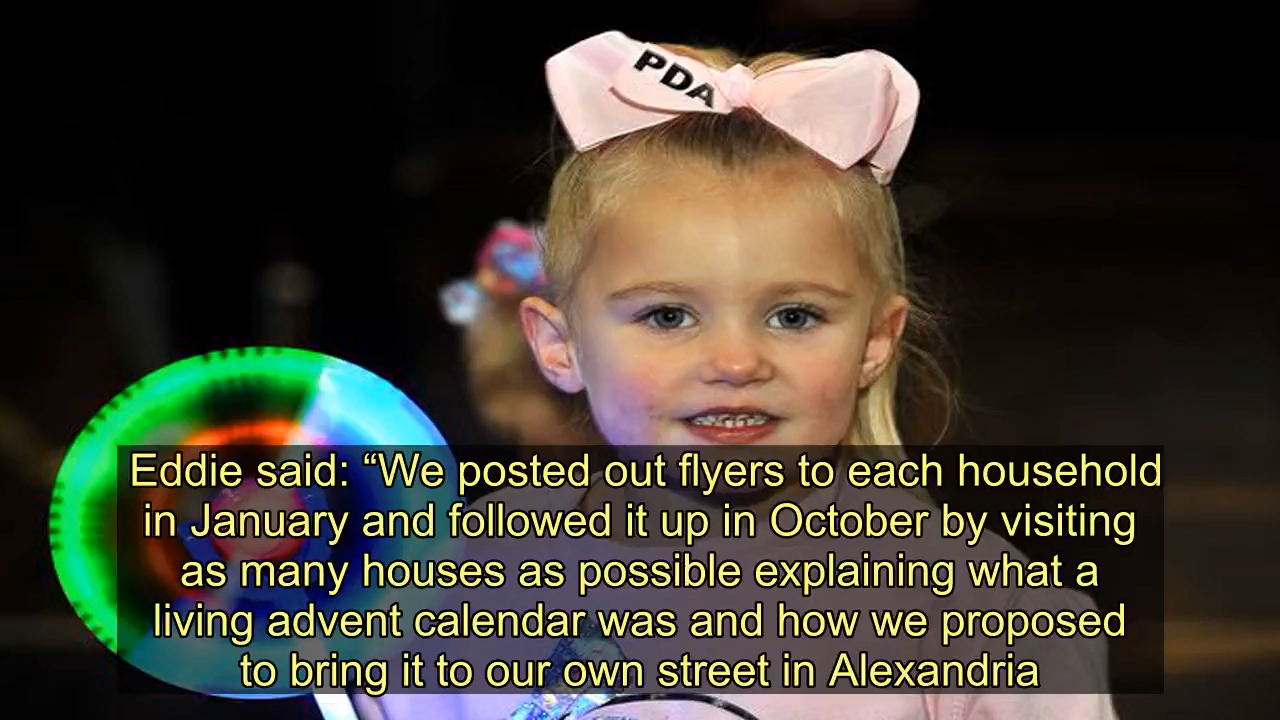 PDA
Eddie said: “We posted out flyers to each household
in January and followed it up in October by visiting
as many houses as possible explaining what a
living advent calendar was and how we proposed
to bring it to our own street in Alexandria